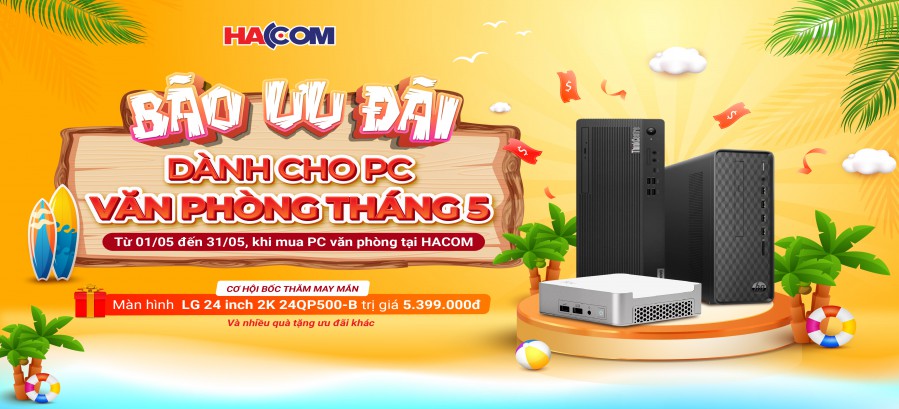 HACOM
BÃO ƯU ĐÃI
DÀNH CHO PC
VĂN PHÒNG THÁNG 5
Từ 01/05 đến 31/05, khi mua PC văn phòng tại HACOM
CƠ HỘI BỐC THĂM MAY MẮN
Màn hình LG 24 inch 2K 24QP500-B trị giá 5.399.000đ
Và nhiều quà tặng ưu đãi khác
ThinkCentre
$
$
$
hp